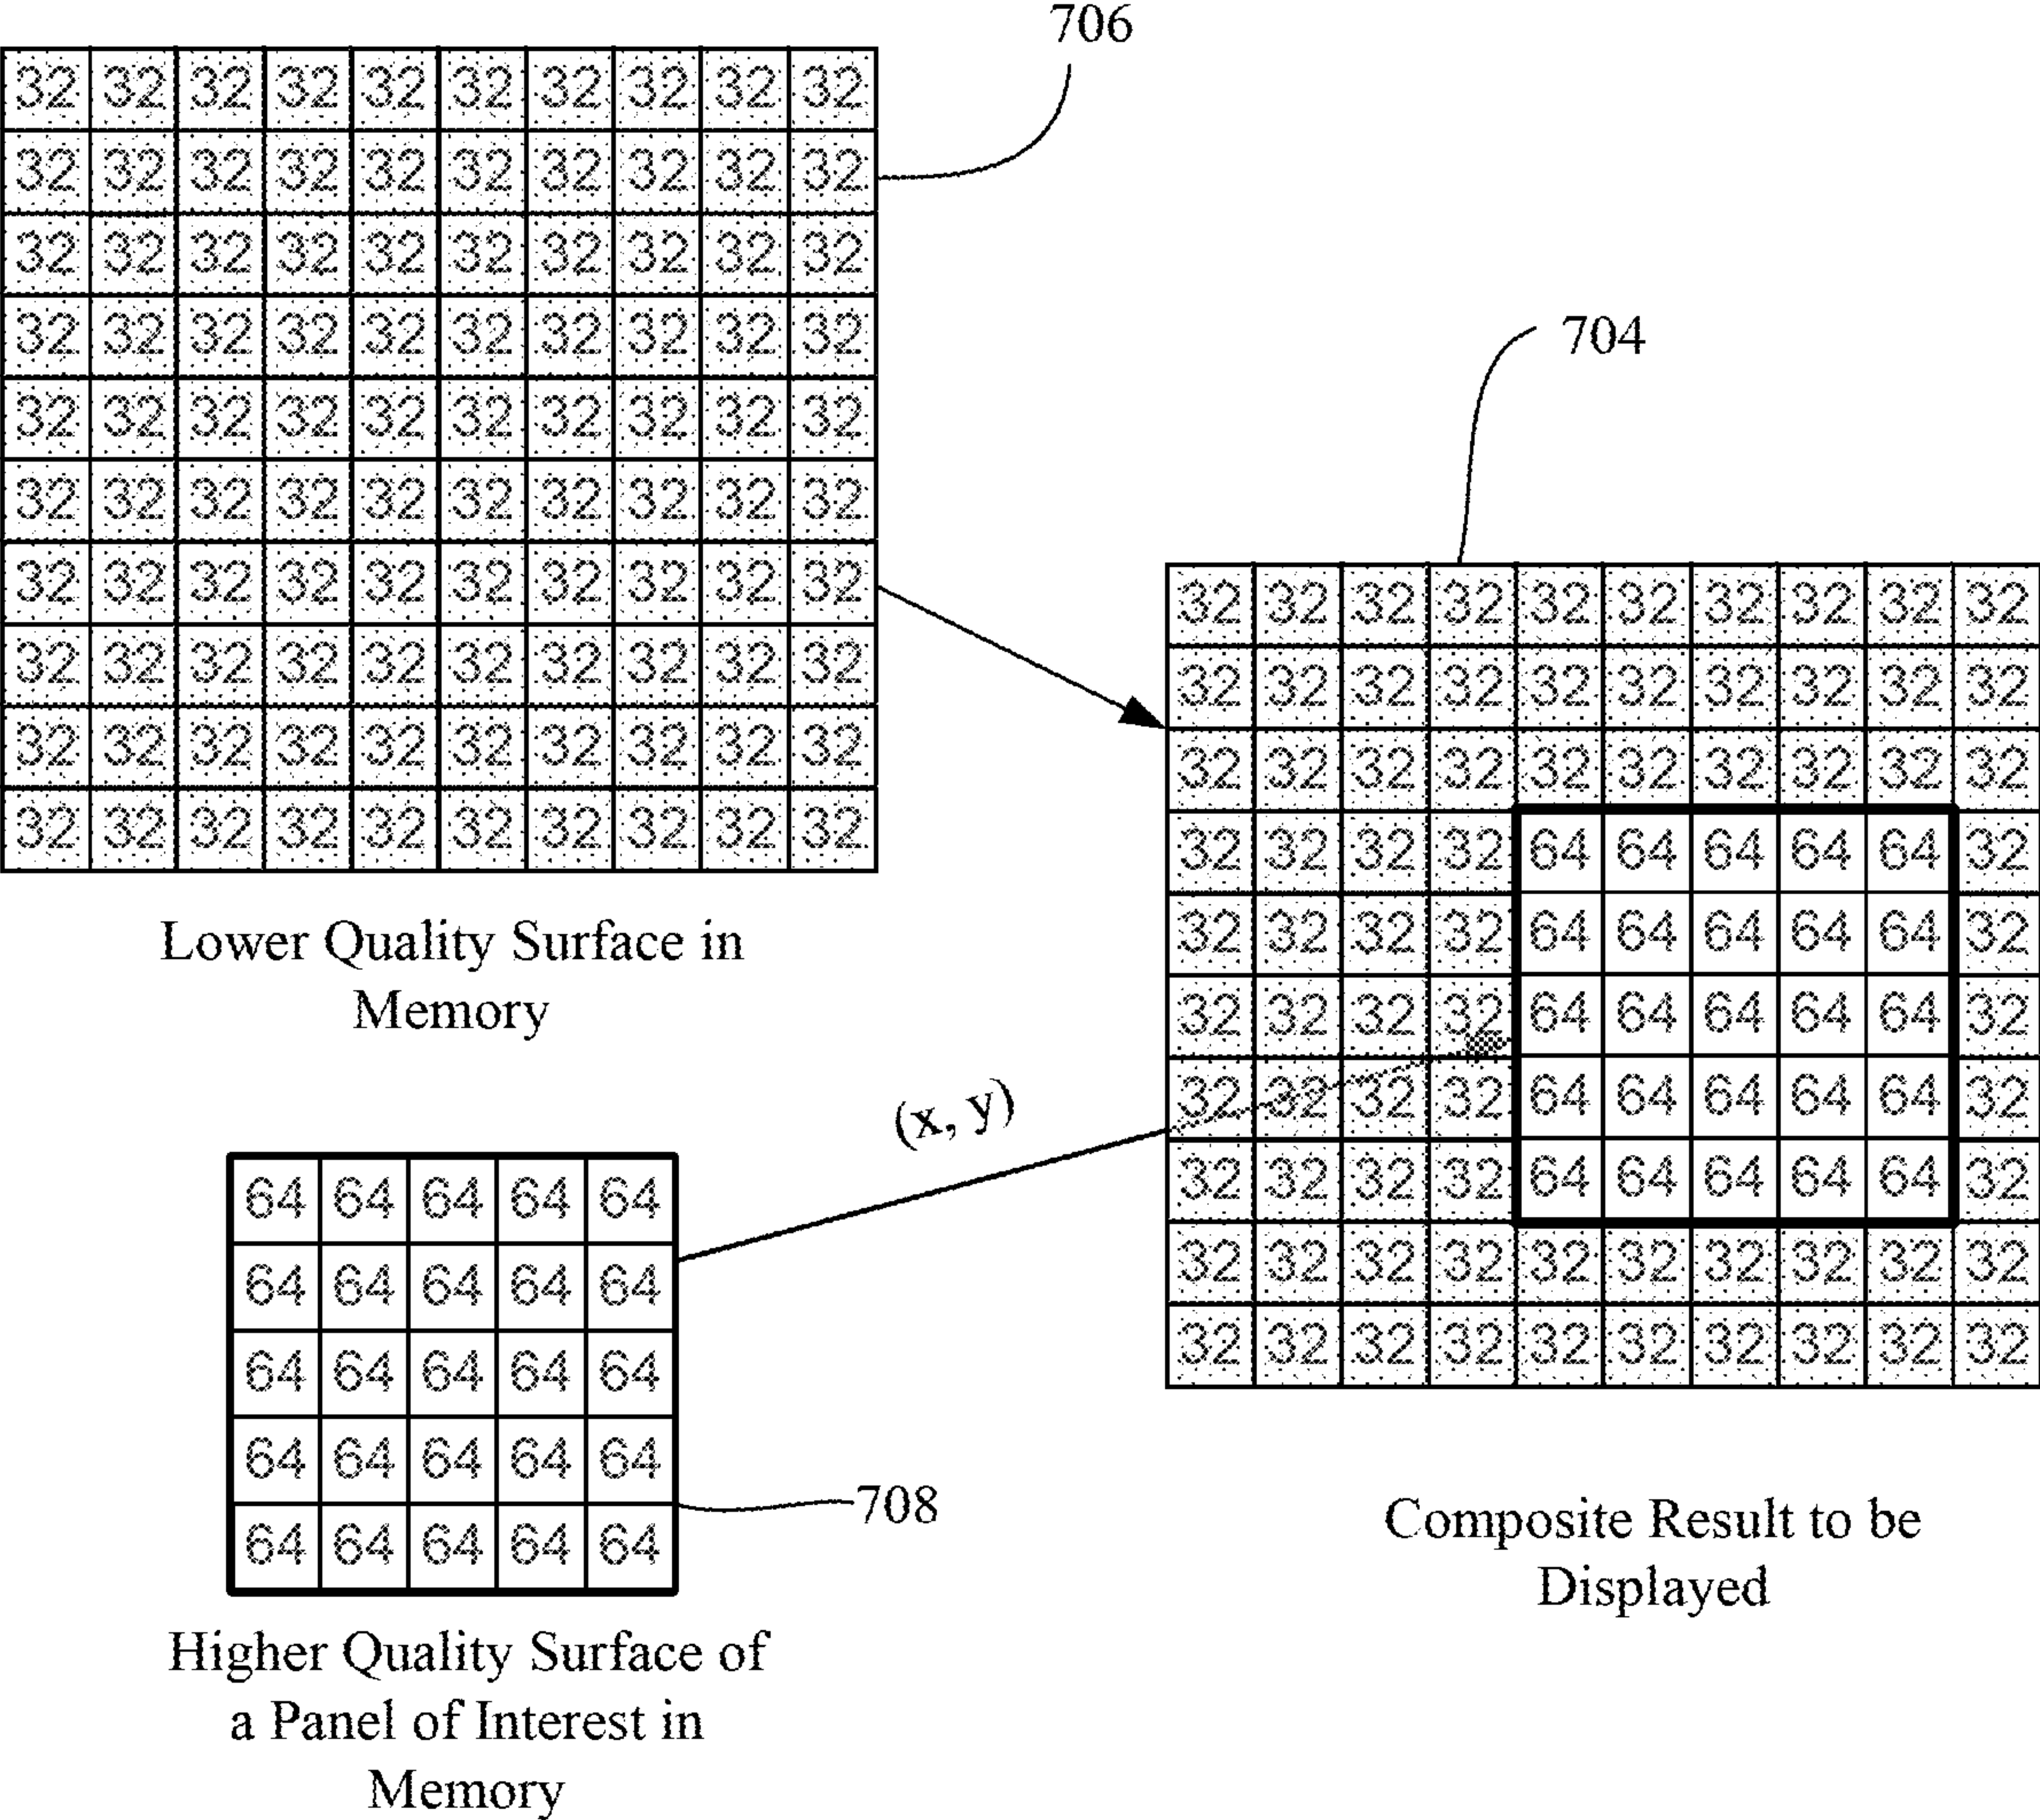 706
32 32 32 32 32 32 32 32 32 32
32 32 32 32 32 32 32 32 32 32
32 32 32 32 32 32 32 32 32 32
32 32 32 32 32 32 32 32 32 32
32 32 32 32 32 32 32 32 32 32
32 32 32 32 32 32 32 32 32 32
32 32 32 32 32 32 32 32 32 32
32 32 32 32 32 32 32 32 32 32
32 32 32 32 32 32 32 32 32 32
32 32 32 32 32 32 32 32 32 32
Lower Quality Surface in
Memory
704
32 32 32 32 32 32 32 32 32 32
32 32 32 32 32 32 32 32 32 32
32 32 32 32 32 32 32 32 32 32
32 32 32 32 64 64 64 64 64 32
32 32 32 32 64 64 64 64 64 32
32 32 32 32 64 64 64 64 64 32
32 32 32 32 64 64 64 64 64 32
32 32 32 32 64 64 64 64 64 32
32 32 32 32 32 32 32 32 32 32
32 32 32 32 32 32 32 32 32 32
Composite Result to be
Displayed
(x, y)
64 64 64 64 64
64 64 64 64 64
64 64 64 64 64
64 64 64 64 64
64 64 64 64 64
708
Higher Quality Surface of
a Panel of Interest in
Memory